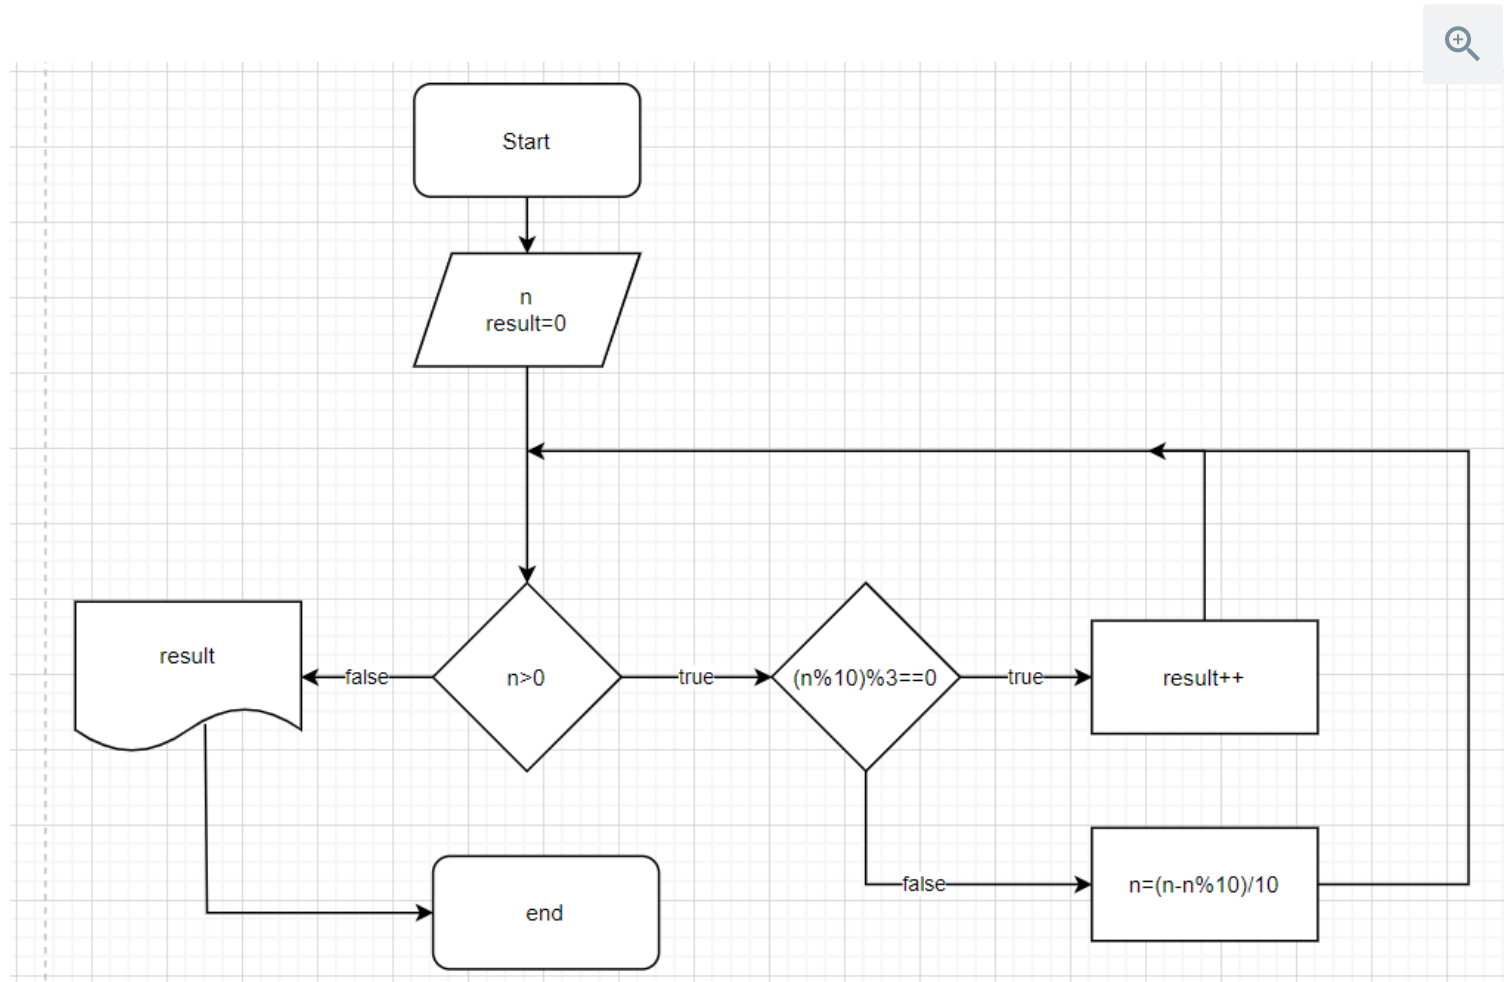 Start
n
result=0
result
false
n>0
true
(n%10)%3==0
true
result++
false
n=(n-n%10)/10
end